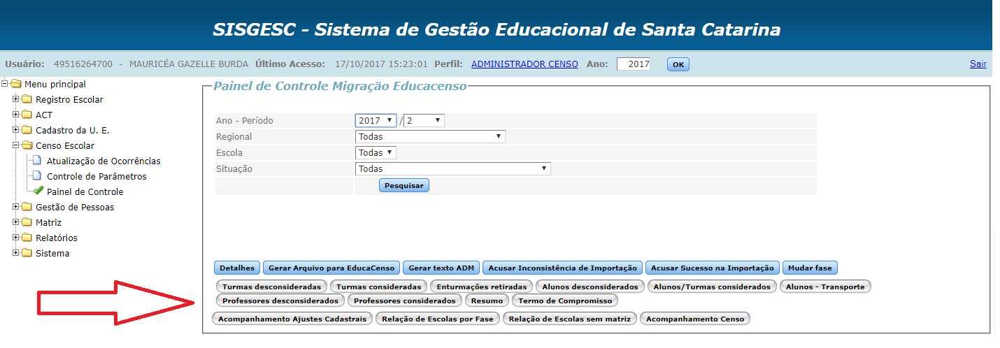 SISGESC - Sistema de Gestão Educacional de Santa Catarina
Usuário: 49516264700 - MAURICÉA GAZELLE BURDA Último Acesso: 17/10/2017 15:23:01 Perfil: ADMINISTRADOR CENSO Ano: 2017 OK Sair
Menu principal
Registro Escolar
ACT
Cadastro da U. E.
Censo Escolar
Atualização de Ocorrências
Controle de Parâmetros
Painel de Controle
Gestão de Pessoas
Matriz
Relatórios
Sistema
Painel de Controle Migração Educacenso
Ano - Período 2017 / 2
Regional Todas
Escola Todas
Situação Todas
Pesquisar
Detalhes Gerar Arquivo para EducaCenso Gerar texto ADM Acusar Inconsistência de Importação Acusar Sucesso na Importação Mudar fase
Turmas desconsideradas Turmas consideradas Enturmações retiradas Alunos desconsiderados Alunos/Turmas considerados Alunos - Transporte
Professores desconsiderados Professores considerados Resumo Termo de Compromisso
Acompanhamento Ajustes Cadastrais Relação de Escolas por Fase Relação de Escolas sem matriz Acompanhamento Censo